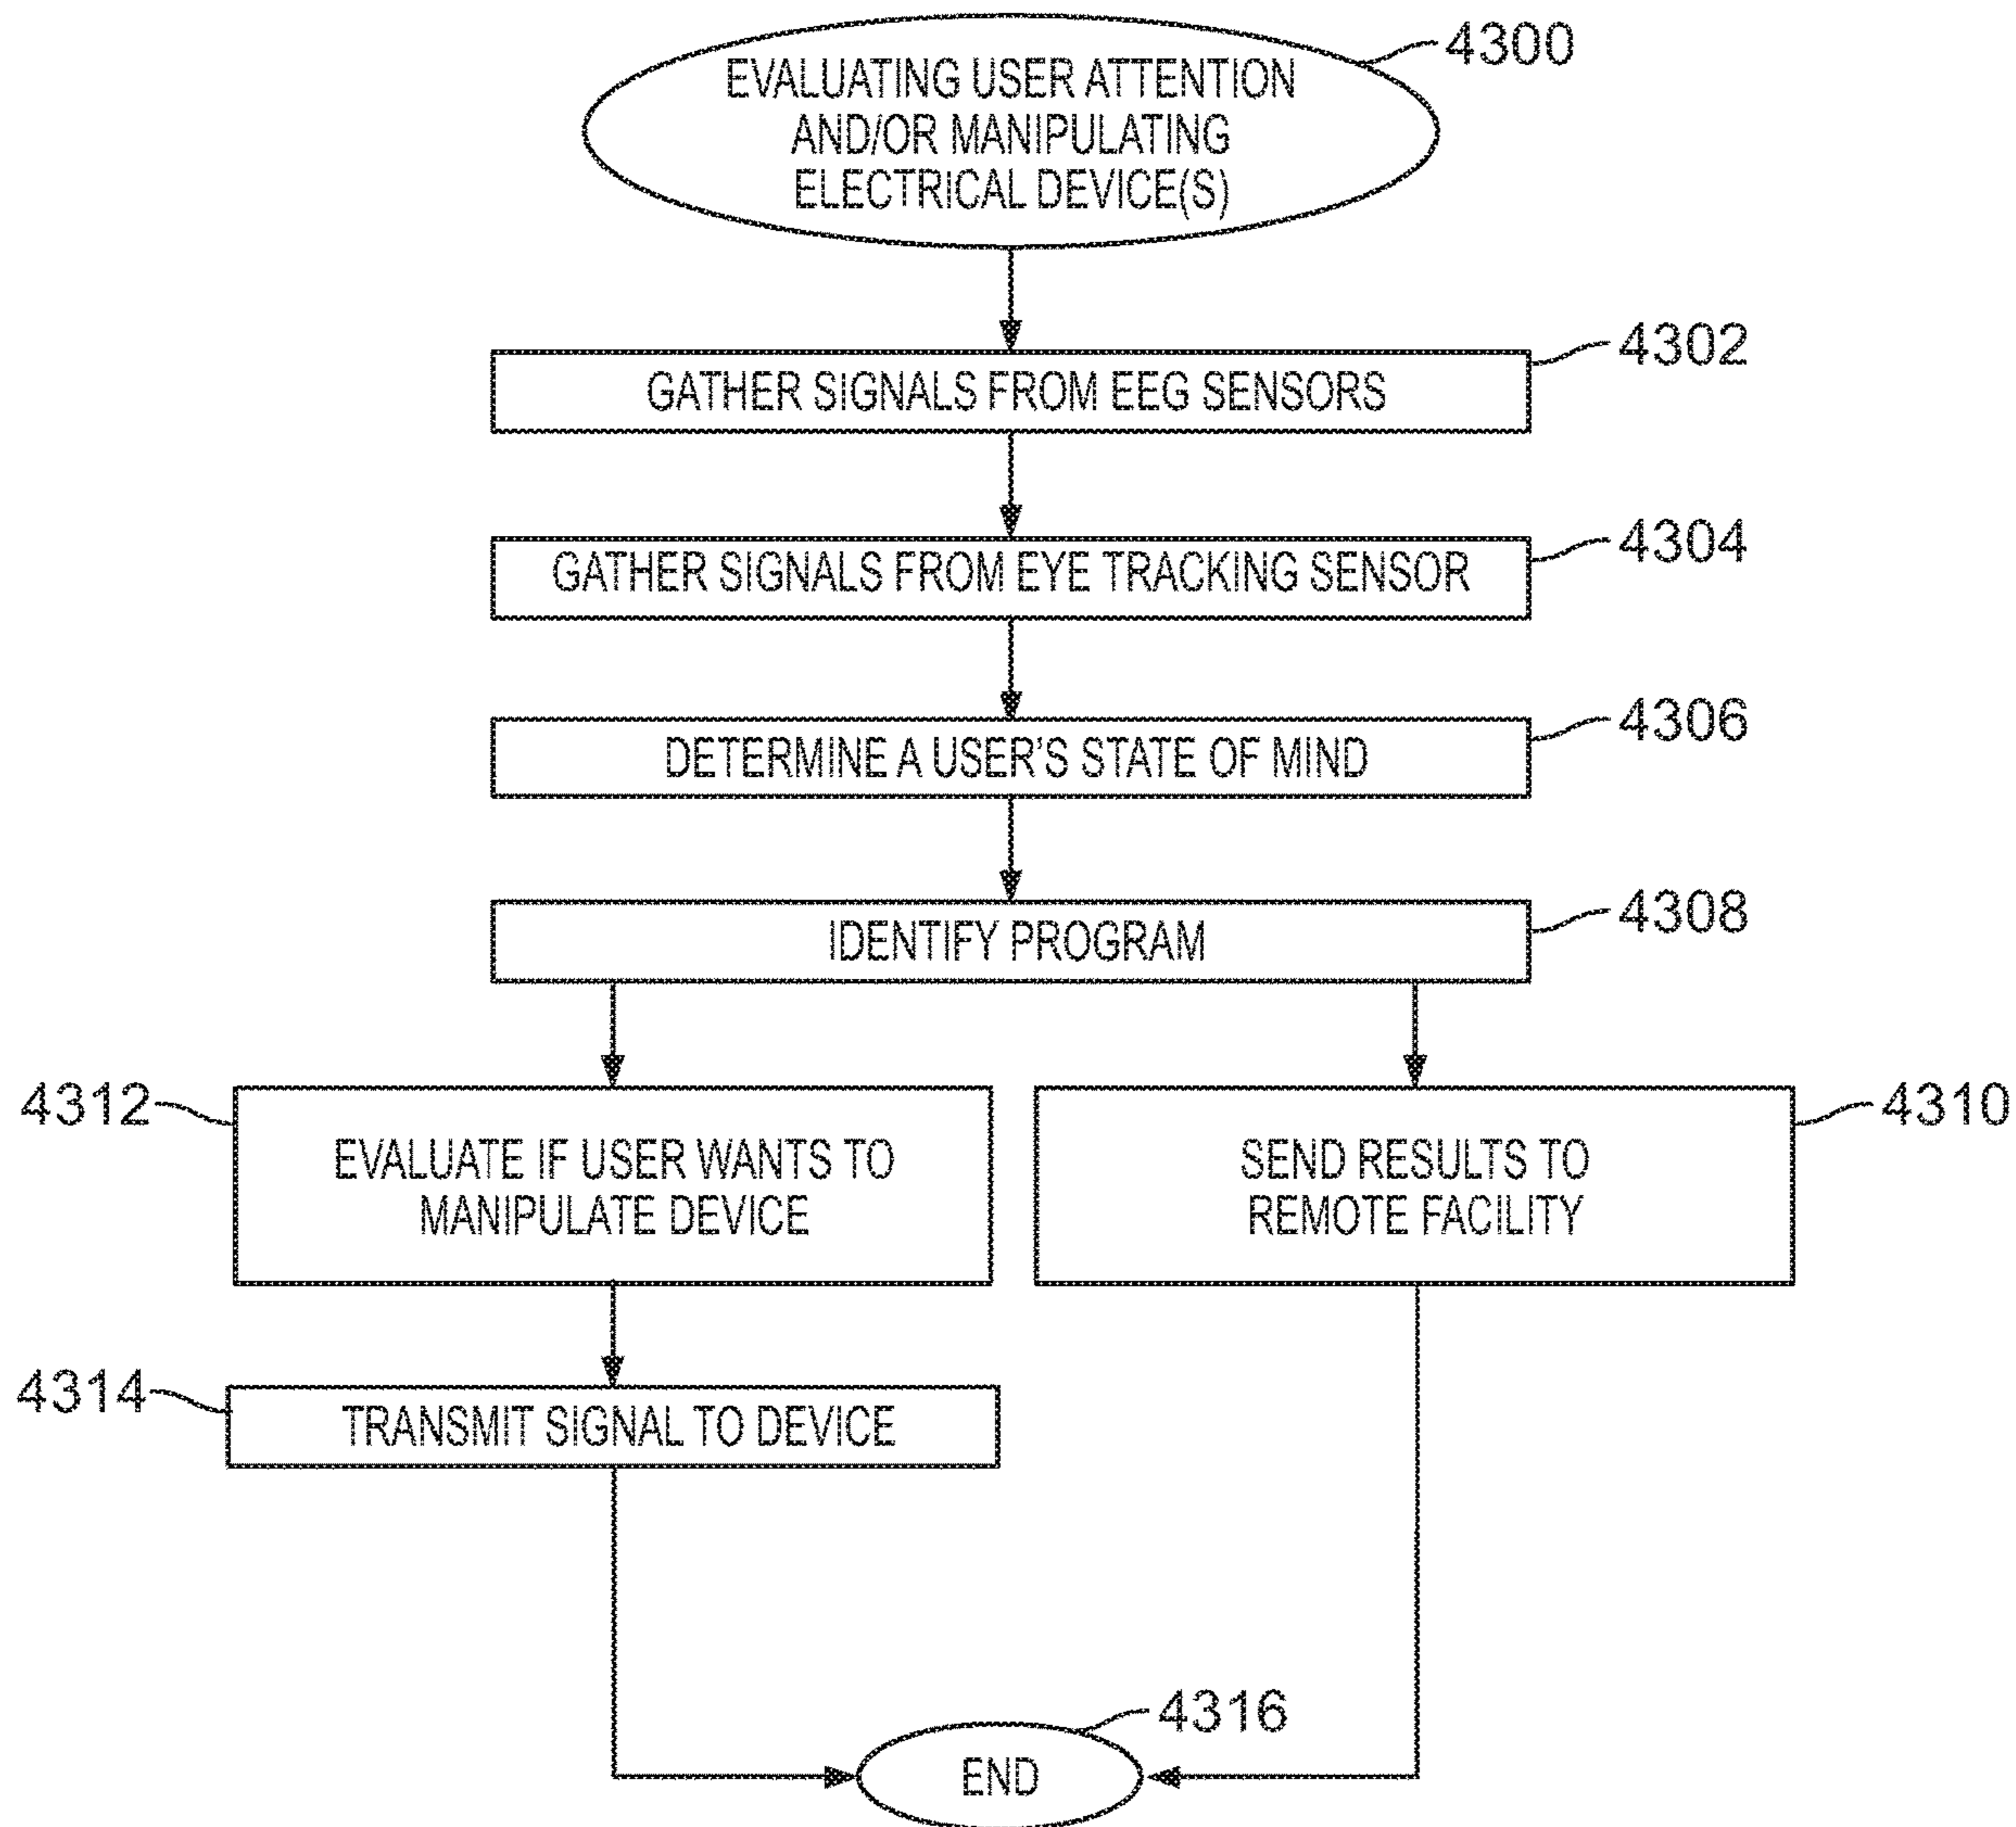 4300
EVALUATING USER ATTENTION
AND/OR MANIPULATING
ELECTRICAL DEVICE(S)
4302
GATHER SIGNALS FROM EEG SENSORS
4304
GATHER SIGNALS FROM EYE TRACKING SENSOR
4306
DETERMINE A USER'S STATE OF MIND
4308
IDENTIFY PROGRAM
4312
EVALUATE IF USER WANTS TO
MANIPULATE DEVICE
4310
SEND RESULTS TO
REMOTE FACILITY
4314
TRANSMIT SIGNAL TO DEVICE
4316
END